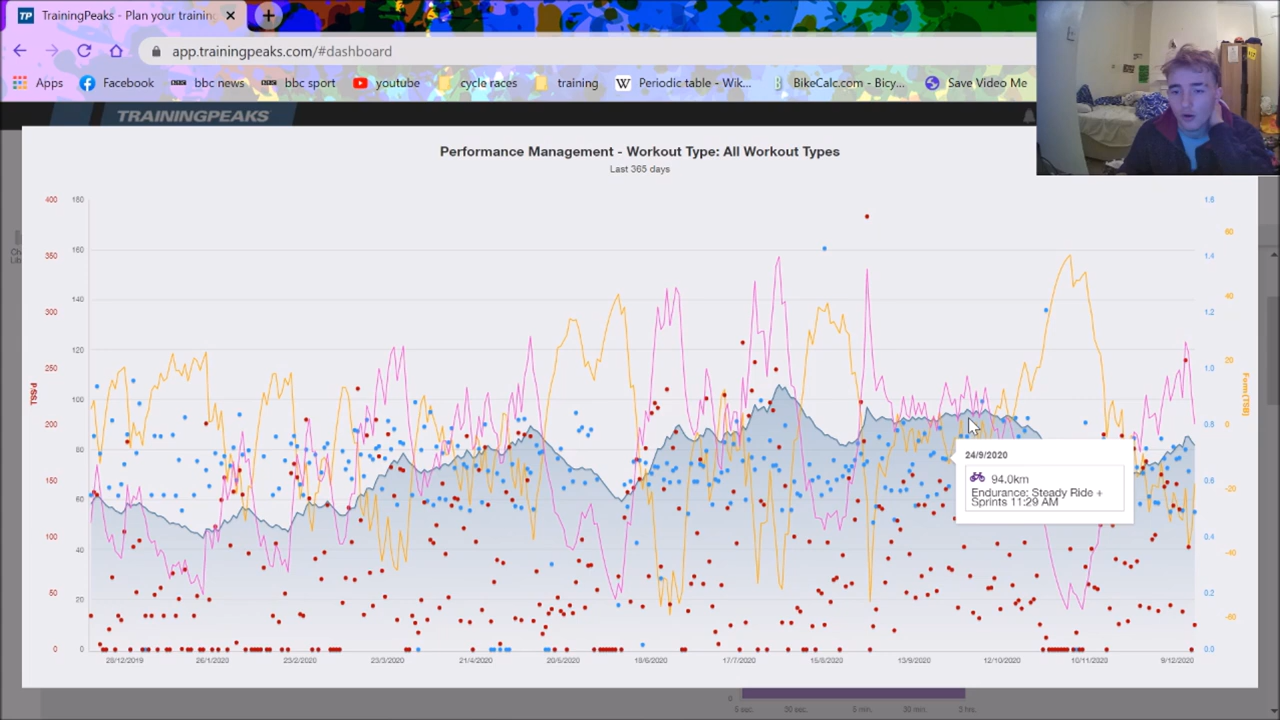 TrainingPeaks - Plan your training
app.trainingpeaks.com/#dashboard
Apps Facebook bbc news bbc sport youtube cycle races training Periodic table - Wik... BikeCalc.com - Bicy... Save Video Me
TRAININGPEAKS
Performance Management - Workout Type: All Workout Types
Last 365 days
400 180 1.6
60
350 160 1.4
40
300 140 1.2
250 120 20 1.0
TSS/d
Form(TSB)
200 100 0 0.8
150 80 -20 0.6
100 60 -40 0.4
50 40 0.2
20 -60
0 0 0.0
24/9/2020
94.0km
Endurance: Steady Ride +
Sprints 11:29 AM
28/12/2019 26/1/2020 23/2/2020 23/3/2020 21/4/2020 20/5/2020 18/6/2020 17/7/2020 15/8/2020 13/9/2020 12/10/2020 10/11/2020 9/12/2020
0
5 min. 30 min. 3 hrs.